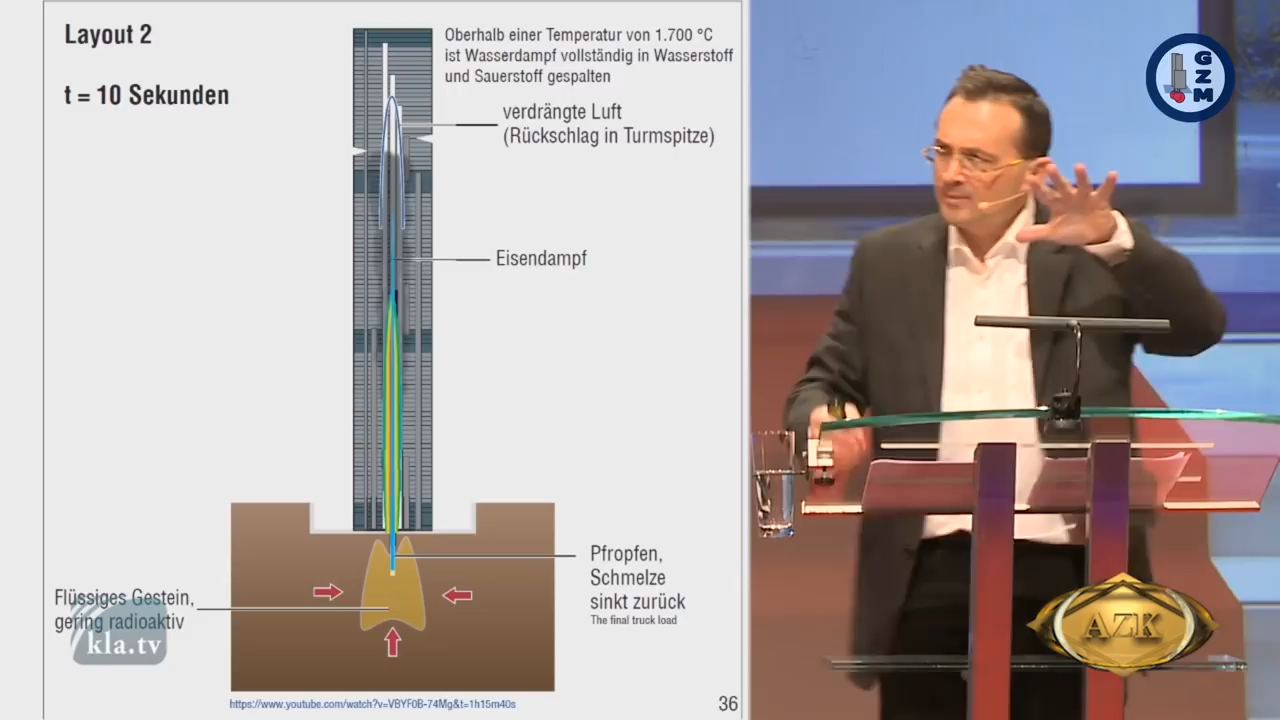 Layout 2
t = 10 Sekunden
Oberhalb einer Temperatur von 1.700 °C
ist Wasserdampf vollständig in Wasserstoff
und Sauerstoff gespalten
verdrängte Luft
(Rückschlag in Turmspitze)
Eisendampf
Pfropfen,
Schmelze
sinkt zurück
The final truck load
Flüssiges Gestein,
gering radioaktiv
kla.tv
https://www.youtube.com/watch?v=VBYF0B-74Mg&t=1h15m40s
36
GZM
AZK